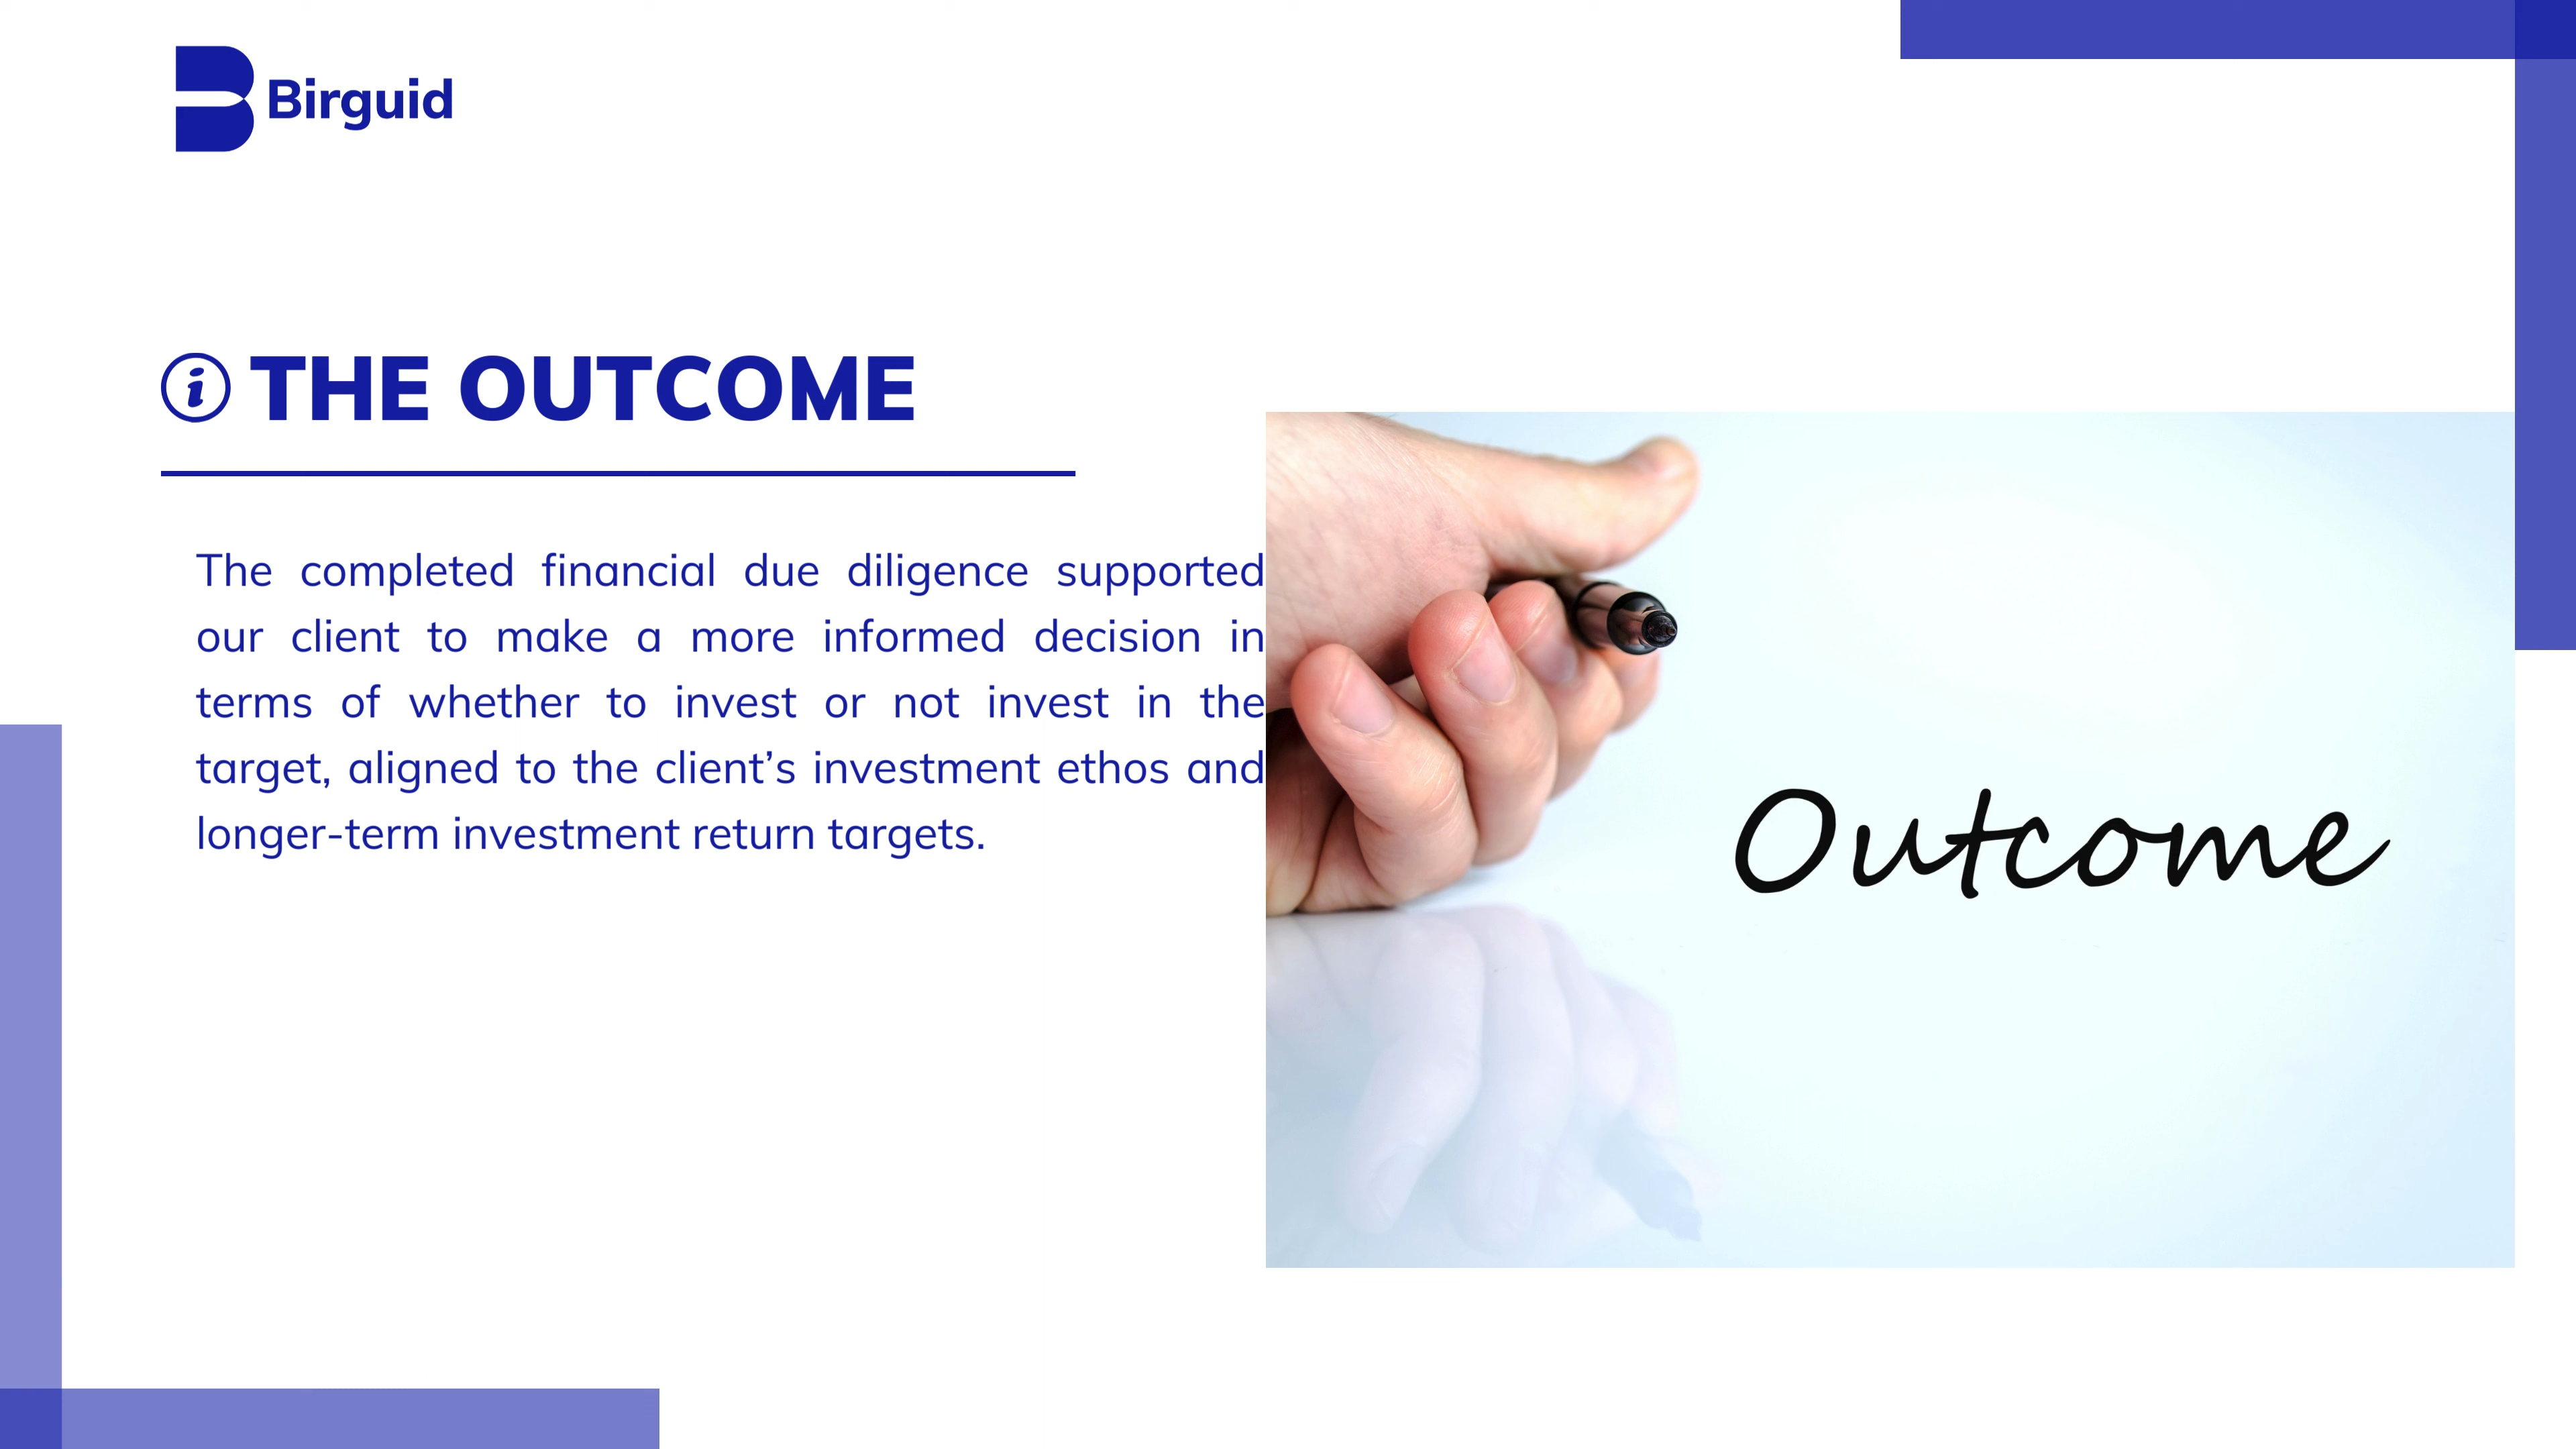 Birguid
THE OUTCOME
The completed financial due diligence supported
our client to make a more informed decision in
terms of whether to invest or not invest in the
target, aligned to the client’s investment ethos and
longer-term investment return targets.
Outcome